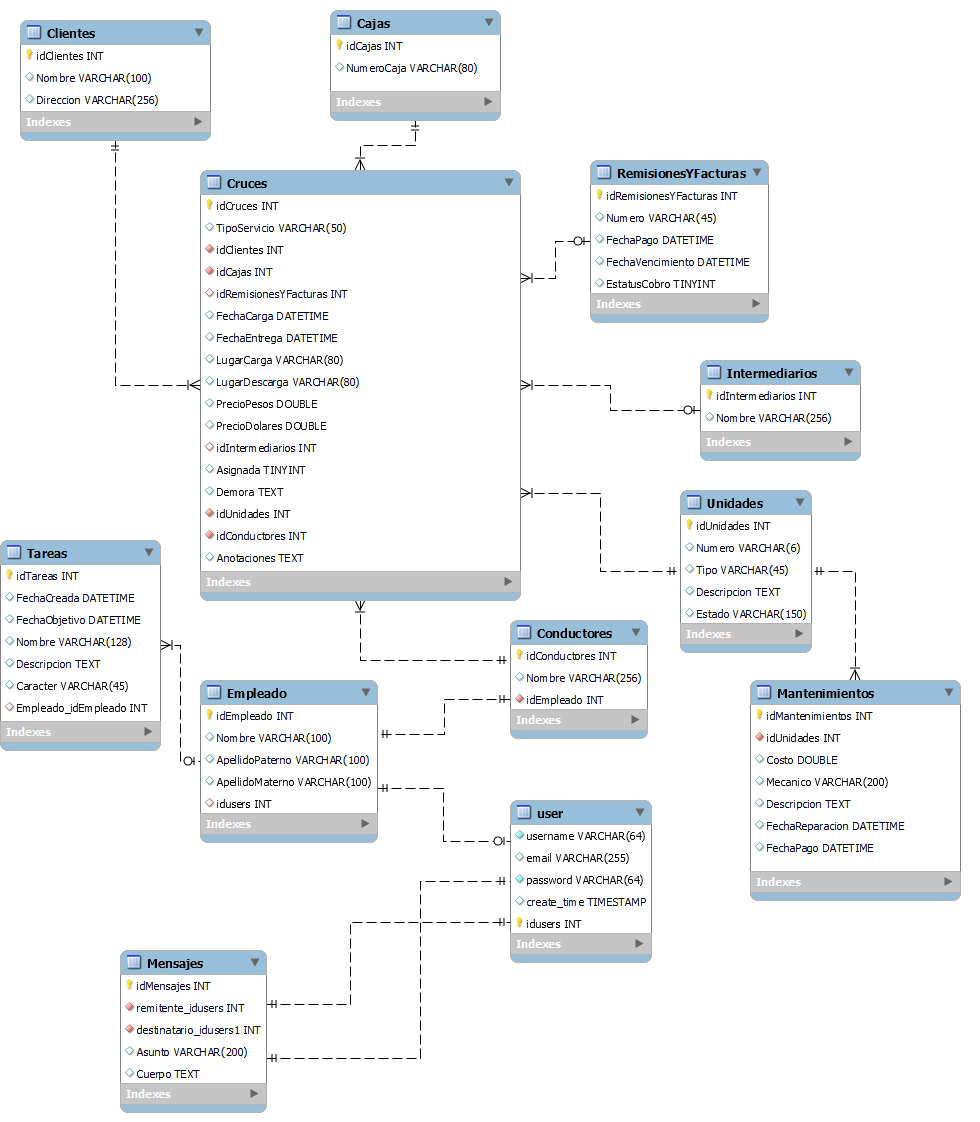 Clientes
idClientes INT
Nombre VARCHAR(100)
Direccion VARCHAR(256)
Indexes
Cajas
idCajas INT
NumeroCaja VARCHAR(80)
Indexes
Cruces
idCruces INT
TipoServicio VARCHAR(50)
idClientes INT
idCajas INT
idRemisionesYFacturas INT
FechaCarga DATETIME
FechaEntrega DATETIME
LugarCarga VARCHAR(80)
LugarDescarga VARCHAR(80)
PrecioPesos DOUBLE
PrecioDolares DOUBLE
idIntermediarios INT
Asignada TINYINT
Demora TEXT
idUnidades INT
idConductores INT
Anotaciones TEXT
Indexes
RemisionesYFacturas
idRemisionesYFacturas INT
Numero VARCHAR(45)
FechaPago DATETIME
FechaVencimiento DATETIME
EstatusCobro TINYINT
Indexes
Intermediarios
idIntermediarios INT
Nombre VARCHAR(256)
Indexes
Unidades
idUnidades INT
Numero VARCHAR(6)
Tipo VARCHAR(45)
Descripcion TEXT
Estado VARCHAR(150)
Indexes
Tareas
idTareas INT
FechaCreada DATETIME
FechaObjetivo DATETIME
Nombre VARCHAR(128)
Descripcion TEXT
Caracter VARCHAR(45)
Empleado_idEmpleado INT
Indexes
Conductores
idConductores INT
Nombre VARCHAR(256)
idEmpleado INT
Indexes
Empleado
idEmpleado INT
Nombre VARCHAR(100)
ApellidoPaterno VARCHAR(100)
ApellidoMaterno VARCHAR(100)
idusers INT
Indexes
Mantenimientos
idMantenimientos INT
idUnidades INT
Costo DOUBLE
Mecanico VARCHAR(200)
Descripcion TEXT
FechaReparacion DATETIME
FechaPago DATETIME
Indexes
user
username VARCHAR(64)
email VARCHAR(255)
password VARCHAR(64)
create_time TIMESTAMP
idusers INT
Indexes
Mensajes
idMensajes INT
remitente_idusers INT
destinatario_idusers1 INT
Asunto VARCHAR(200)
Cuerpo TEXT
Indexes